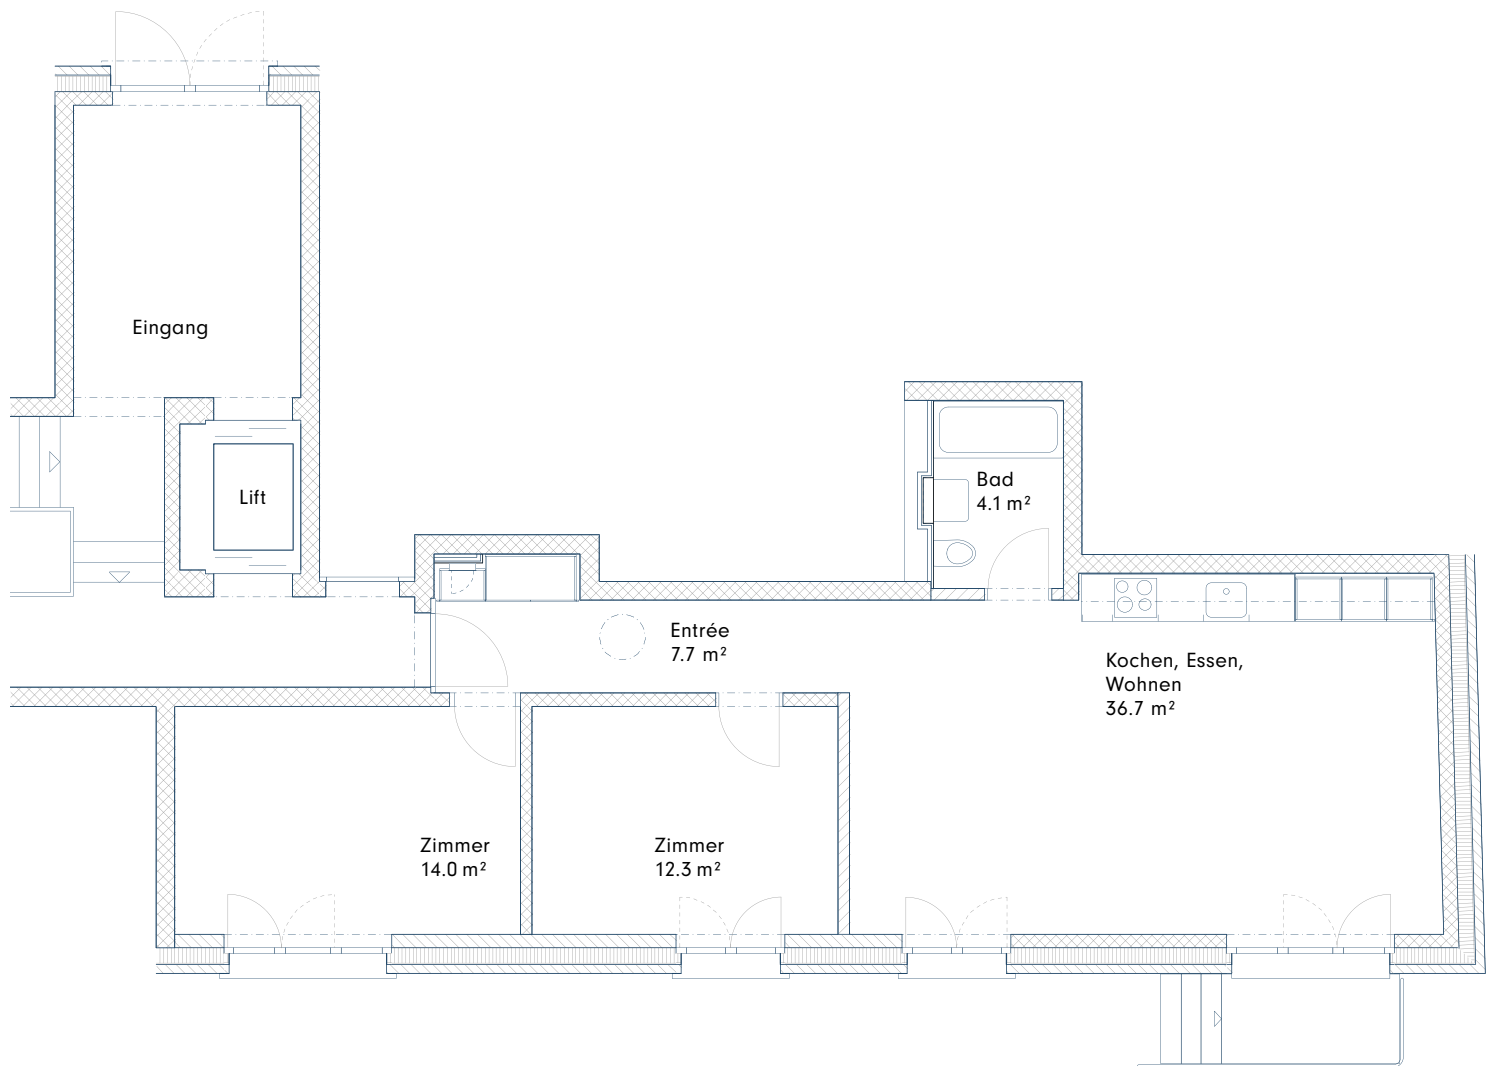 Eingang
Lift
Bad
4.1 m²
Entrée
7.7 m²
Kochen, Essen,
Wohnen
36.7 m²
Zimmer
14.0 m²
Zimmer
12.3 m²